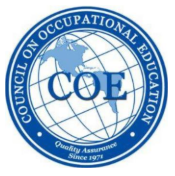 COUNCIL ON OCCUPATIONAL EDUCATION
COE
Quality Assurance
Since 1971